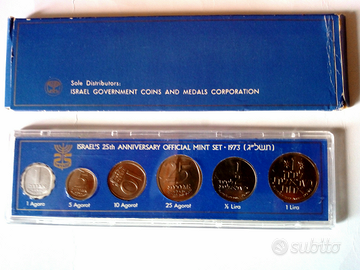 Sole Distributors:
ISRAEL GOVERNMENT COINS AND MEDALS CORPORATION
ISRAEL'S 25th ANNIVERSARY OFFICIAL MINT SET - 1973 (תשל"ג)
1 Agora 5 Agorot 10 Agorot 25 Agorot ½ Lira 1 Lira
subito